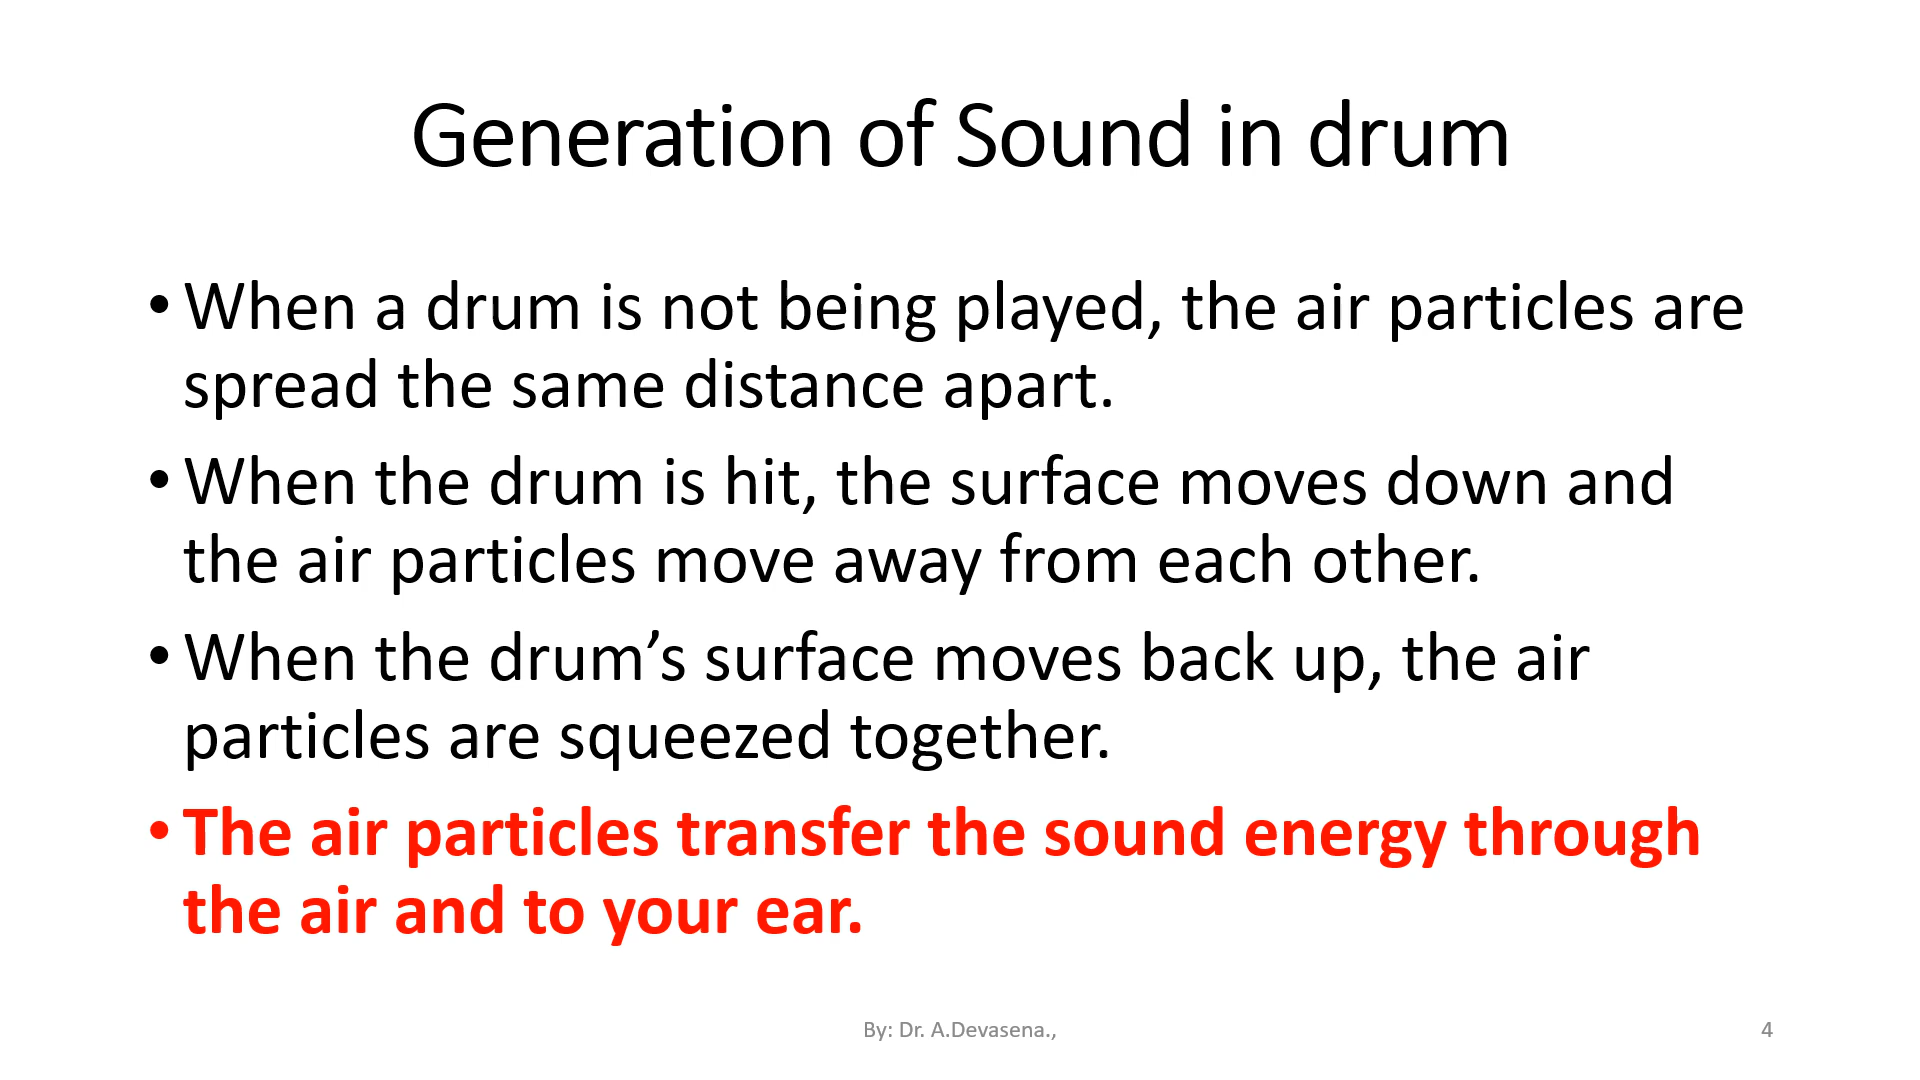 Generation of Sound in drum
• When a drum is not being played, the air particles are
spread the same distance apart.
• When the drum is hit, the surface moves down and
the air particles move away from each other.
• When the drum’s surface moves back up, the air
particles are squeezed together.
• The air particles transfer the sound energy through
the air and to your ear.
By: Dr. A.Devasena.,
4